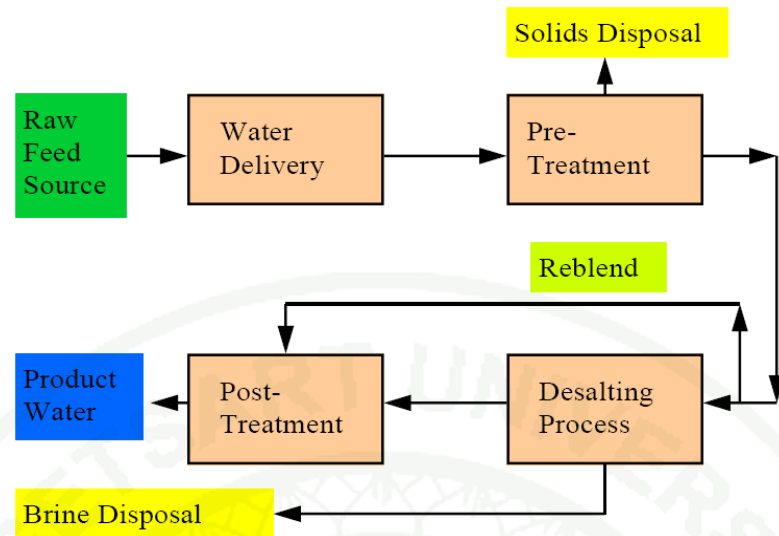 Solids Disposal
Raw
Feed
Source
Water
Delivery
Pre-
Treatment
Reblend
Product
Water
Post-
Treatment
Desalting
Process
Brine Disposal